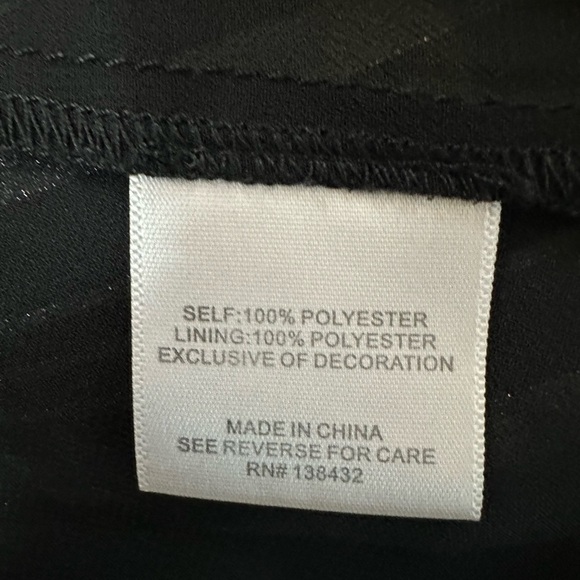 SELF:100% POLYESTER
LINING:100% POLYESTER
EXCLUSIVE OF DECORATION
MADE IN CHINA
SEE REVERSE FOR CARE
RN# 138432